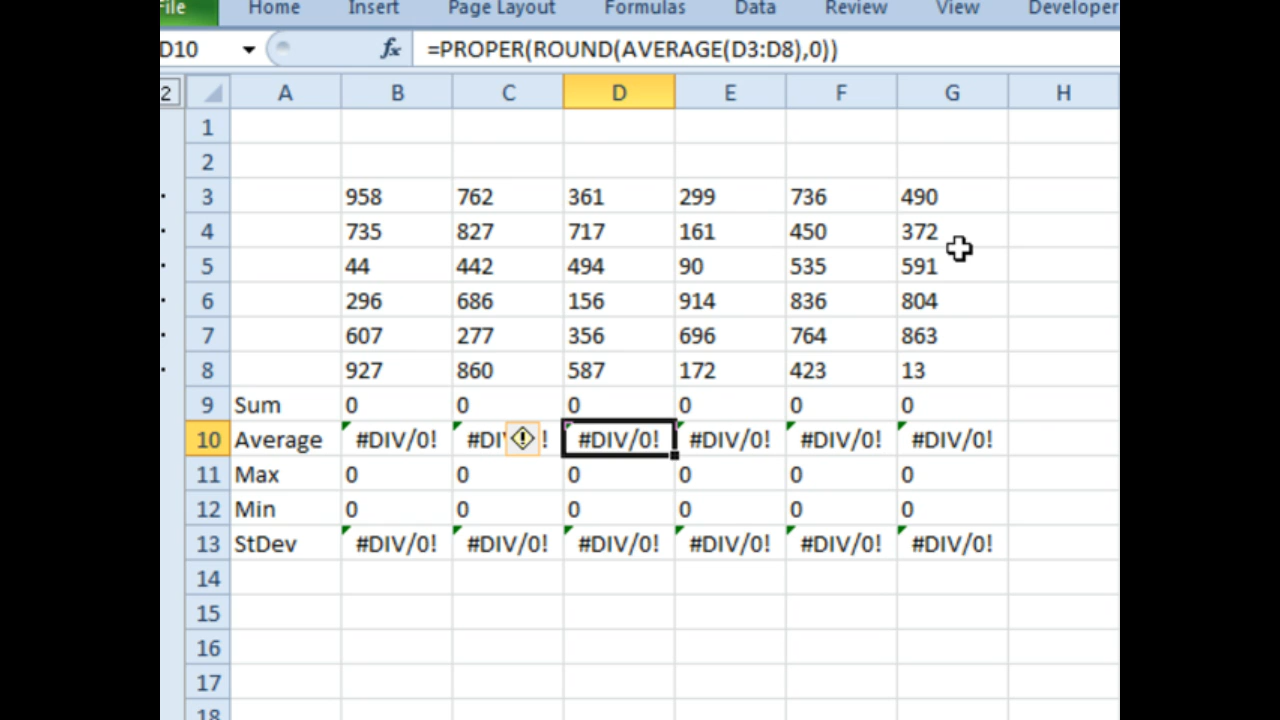 File Home Insert Page Layout Formulas Data Review View Developer
D10 fx =PROPER(ROUND(AVERAGE(D3:D8),0))
2 A B C D E F G H
1
2
3 958 762 361 299 736 490
4 735 827 717 161 450 372
5 44 442 494 90 535 591
6 296 686 156 914 836 804
7 607 277 356 696 764 863
8 927 860 587 172 423 13
9 Sum 0 0 0 0 0 0
10 Average #DIV/0! #DI ! #DIV/0! #DIV/0! #DIV/0! #DIV/0!
11 Max 0 0 0 0 0 0
12 Min 0 0 0 0 0 0
13 StDev #DIV/0! #DIV/0! #DIV/0! #DIV/0! #DIV/0! #DIV/0!
14
15
16
17
18